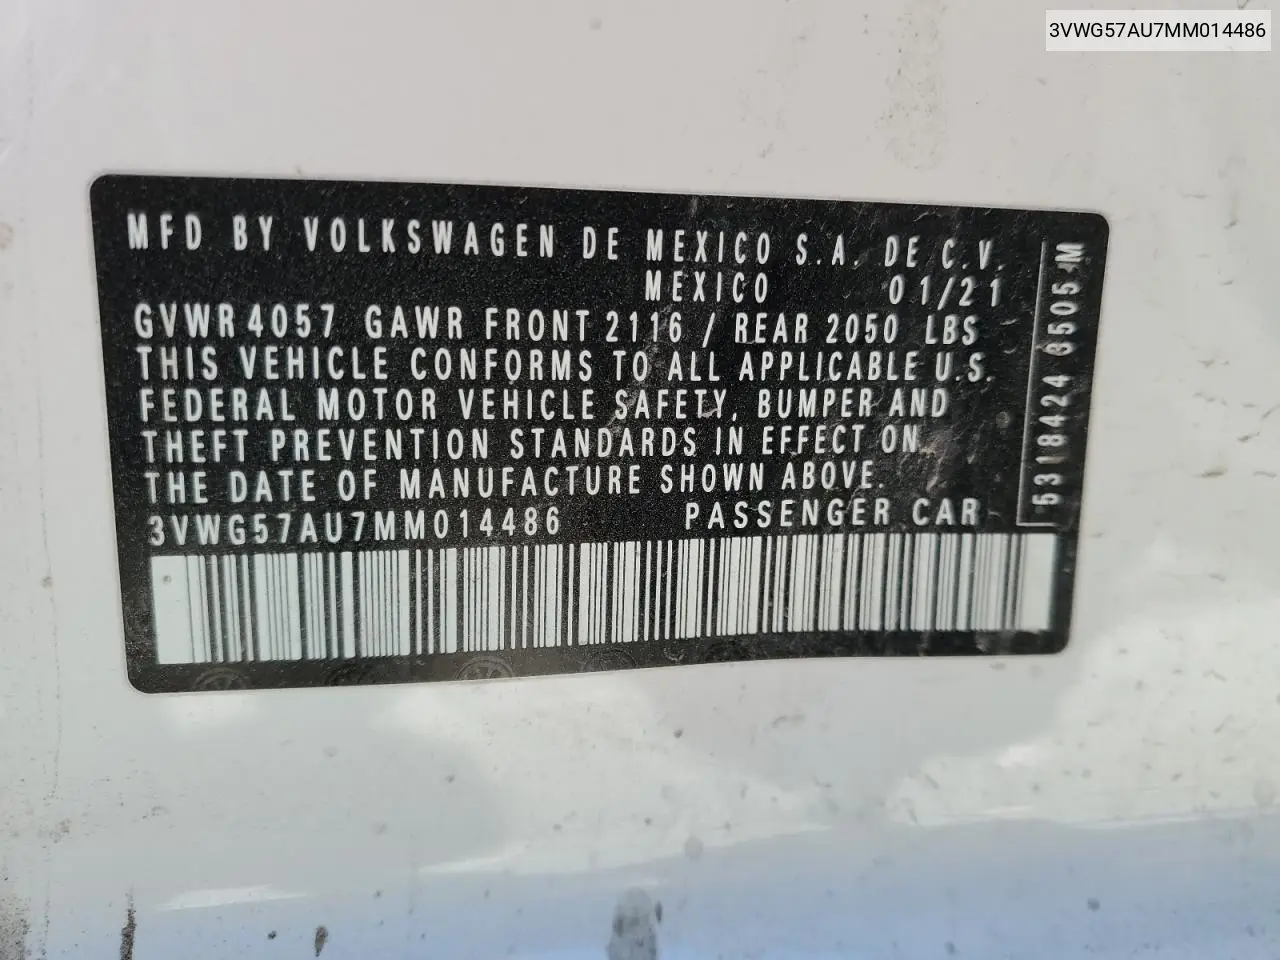 3VWG57AU7MM014486
MFD BY VOLKSWAGEN DE MEXICO S.A. DE C.V.
MEXICO 01/21
GVWR 4057 GAWR FRONT 2116 / REAR 2050 LBS
THIS VEHICLE CONFORMS TO ALL APPLICABLE U.S.
FEDERAL MOTOR VEHICLE SAFETY, BUMPER AND
THEFT PREVENTION STANDARDS IN EFFECT ON
THE DATE OF MANUFACTURE SHOWN ABOVE.
3VWG57AU7MM014486 PASSENGER CAR
5318424